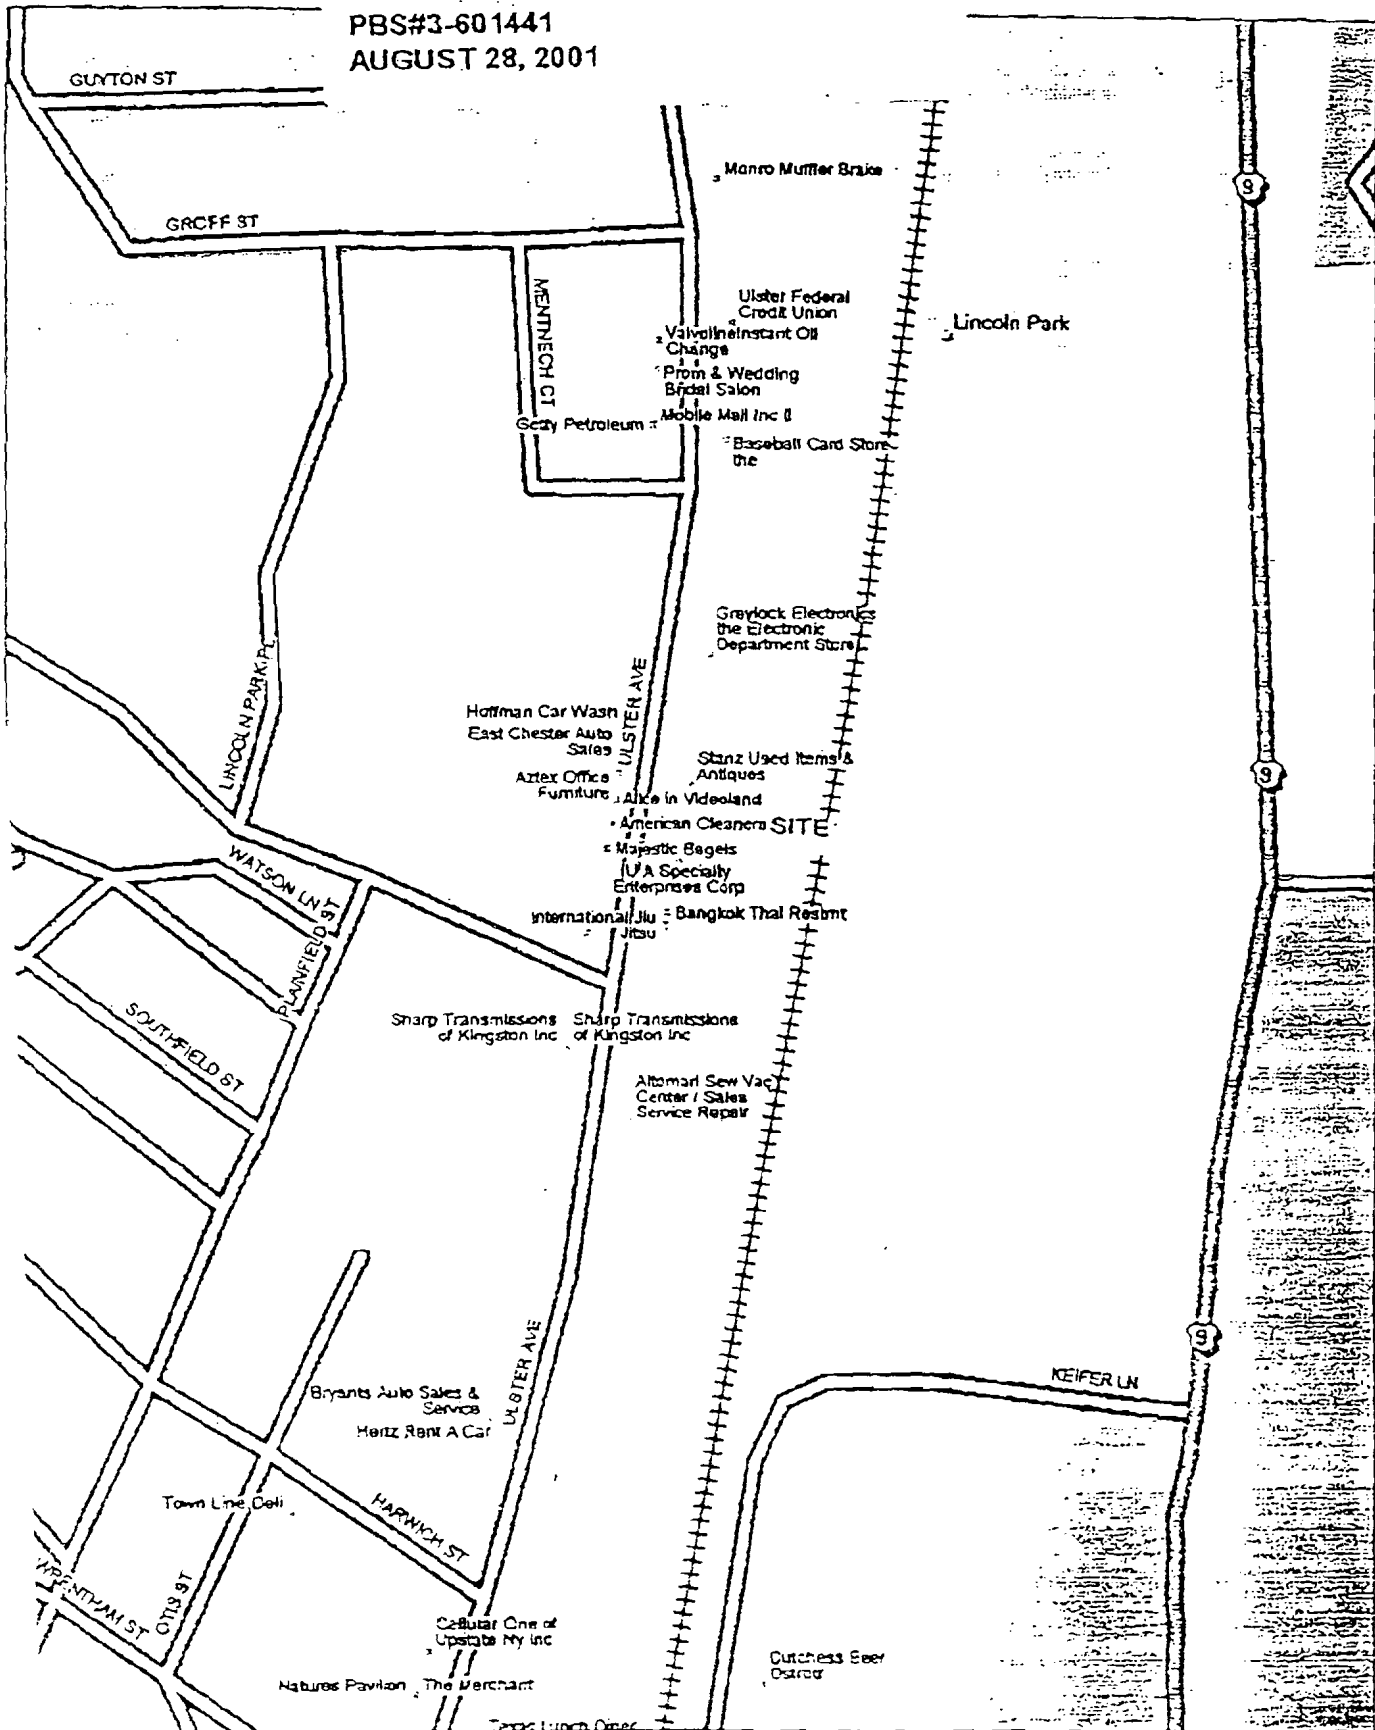 PBS#3-601441
AUGUST 28, 2001
GUYTON ST
Monro Muffler Brake
9
GROFF ST
MENTNECH CT
Ulster Federal
Credit Union
Lincoln Park
ValvolineInstant Oil
Change
Prom & Wedding
Bridal Salon
Mobile Mall Inc II
Getty Petroleum
Baseball Card Store
the
Graylock Electronics
the Electronic
Department Store
LINCOLN PARK PL
ULSTER AVE
Hoffman Car Wash
East Chester Auto
Sales
Stanz Used Items &
Antiques
Aztex Office
Furniture
Alice in Videoland
9
American Cleaners SITE
Majestic Bagels
WATSON LN
U A Specialty
Enterprises Corp
International Jiu
Jitsu
Bangkok Thai Restrnt
PLAINFIELD ST
SOUTHFIELD ST
Sharp Transmissions
of Kingston Inc
Sharp Transmissions
of Kingston Inc
Altomari Sew Vac
Center / Sales
Service Repair
9
ULSTER AVE
KEIFER LN
Bryants Auto Sales &
Service
Hertz Rent A Car
Town Line Deli
HARWICH ST
WRENTHAM ST
OTIS ST
Cellular One of
Upstate Ny Inc
Dutchess Beer
Natures Pavilion
The Merchant
Texas Lunch Diner